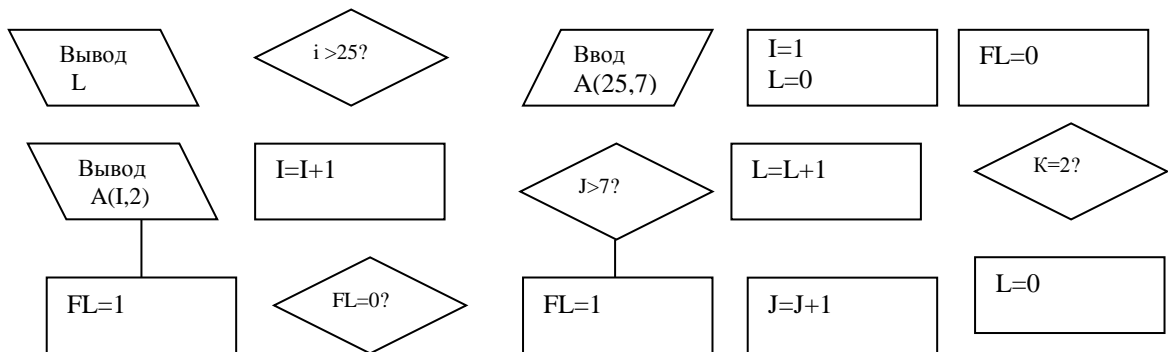 Вывод
L
i >25?
Ввод
A(25,7)
I=1
L=0
FL=0
Вывод
A(I,2)
I=I+1
J>7?
L=L+1
K=2?
FL=1
FL=0?
FL=1
J=J+1
L=0